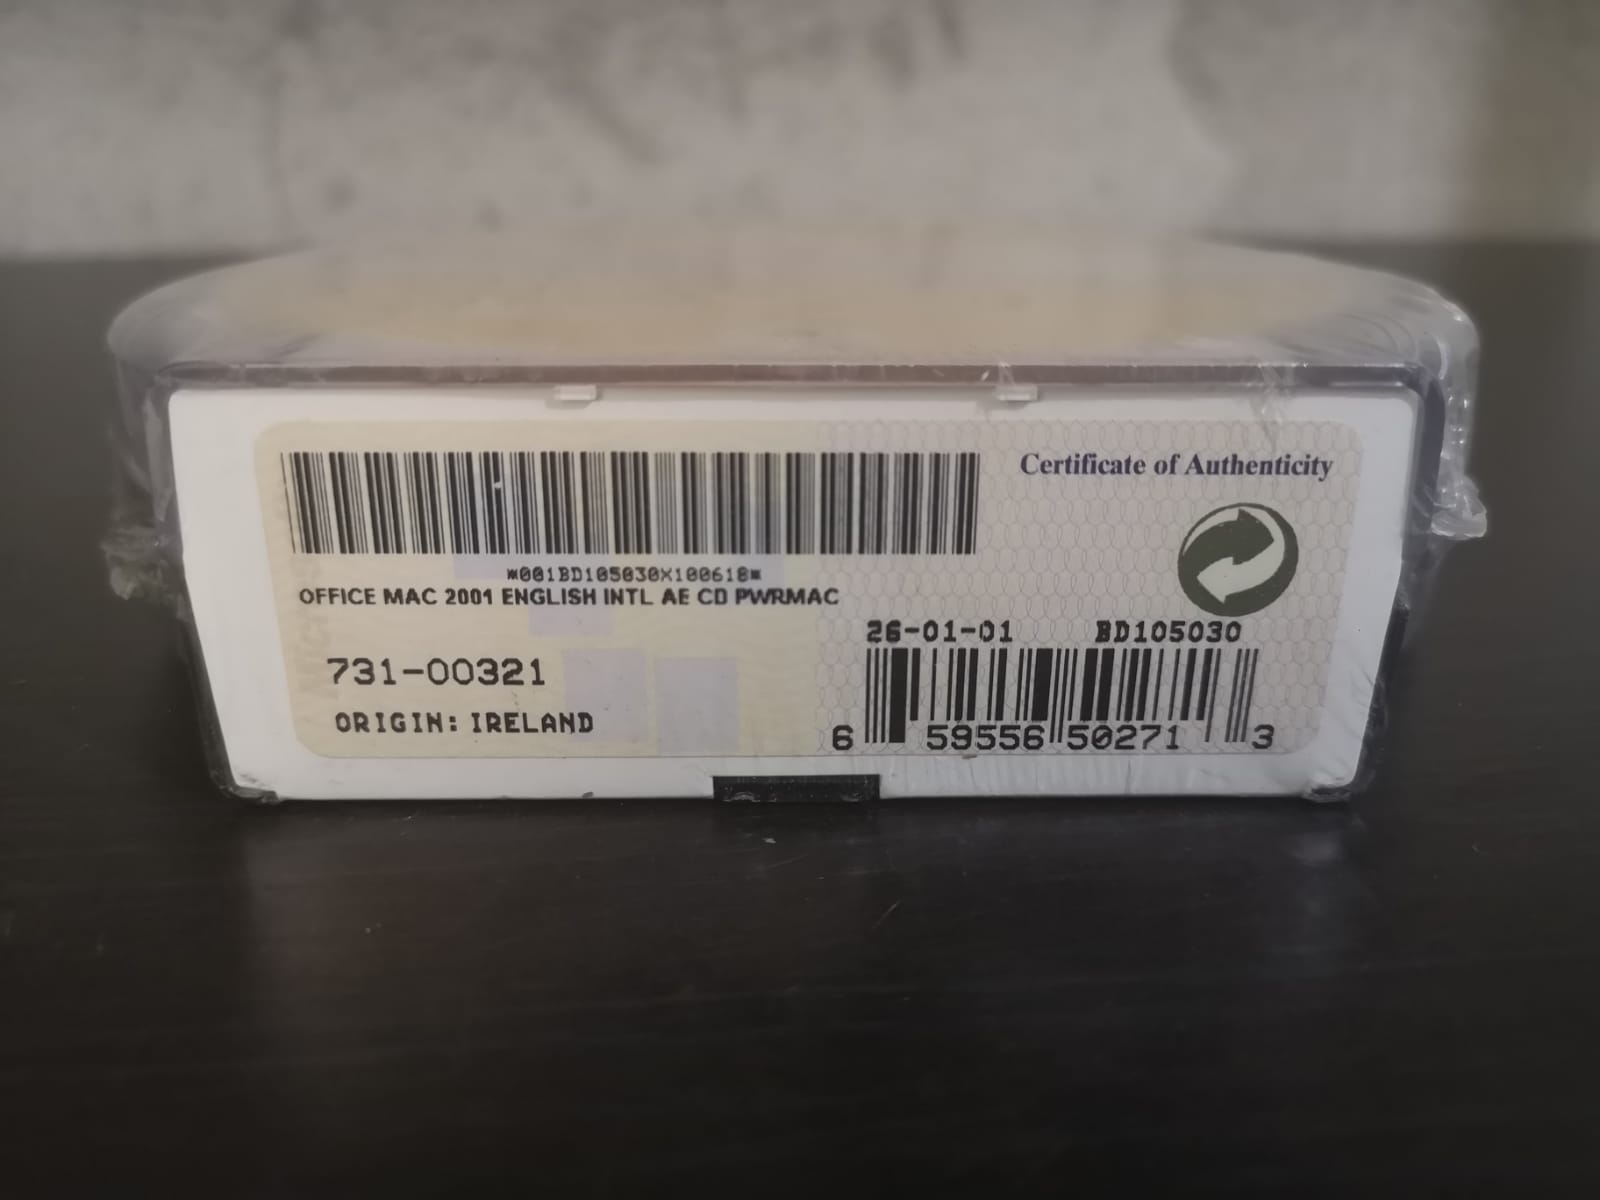 Certificate of Authenticity
*001BD105030X100618*
OFFICE MAC 2001 ENGLISH INTL AE CD PWRMAC
26-01-01 BD105030
731-00321
ORIGIN: IRELAND
6 59556 50271 3